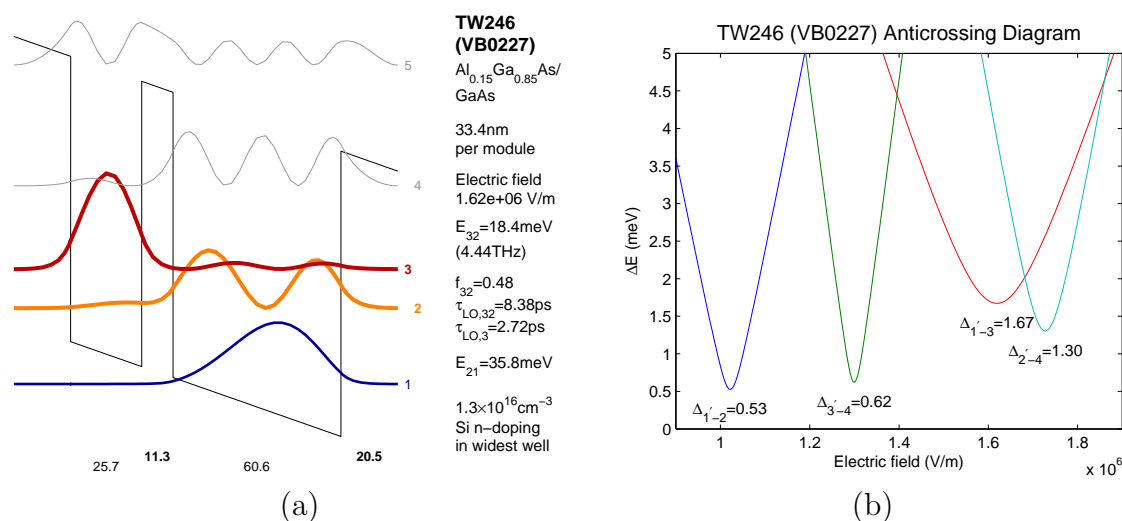 TW246
(VB0227)
Al0.15Ga0.85As/
GaAs
33.4nm
per module
Electric field
1.62e+06 V/m
E32=18.4meV
(4.44THz)
f32=0.48
τLO,32=8.38ps
τLO,3=2.72ps
E21=35.8meV
1.3×10^16cm^−3
Si n−doping
in widest well
5
4
3
2
1
25.7
11.3
60.6
20.5
(a)
TW246 (VB0227) Anticrossing Diagram
5
4.5
4
3.5
3
2.5
2
1.5
1
0.5
0
ΔE (meV)
Δ1′−3=1.67
Δ2′−4=1.30
Δ1′−2=0.53
Δ3′−4=0.62
1
1.2
1.4
1.6
1.8
Electric field (V/m)
x 10^6
(b)